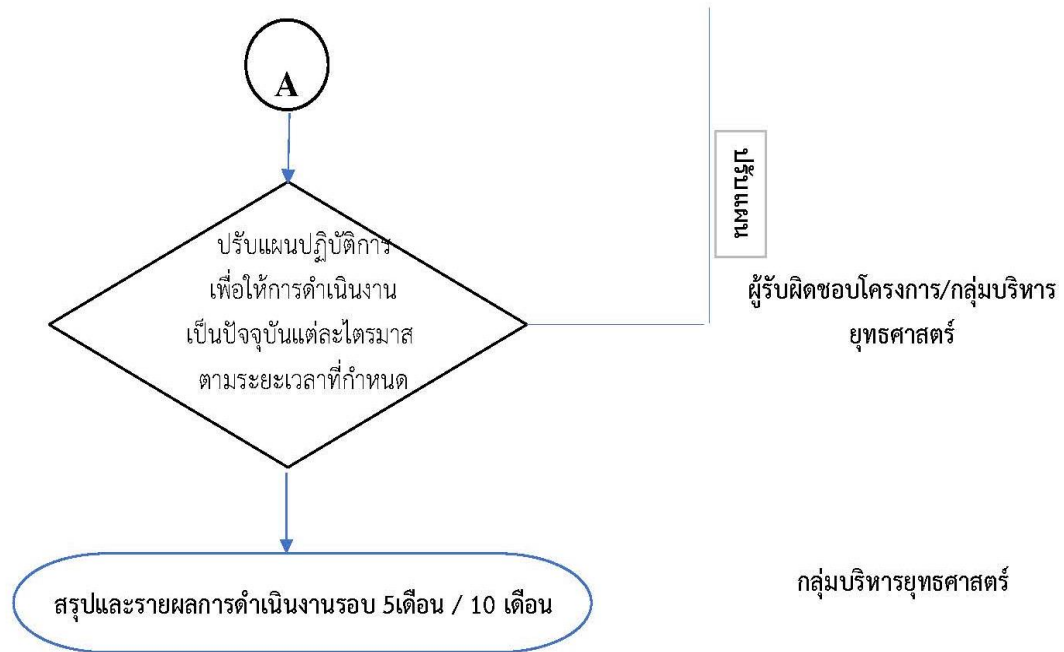 A
ปรับแผน
ปรับแผนปฏิบัติการ
เพื่อให้การดำเนินงาน
เป็นปัจจุบันแต่ละไตรมาส
ตามระยะเวลาที่กำหนด
ผู้รับผิดชอบโครงการ/กลุ่มบริหาร
ยุทธศาสตร์
สรุปและรายผลการดำเนินงานรอบ 5เดือน / 10 เดือน
กลุ่มบริหารยุทธศาสตร์